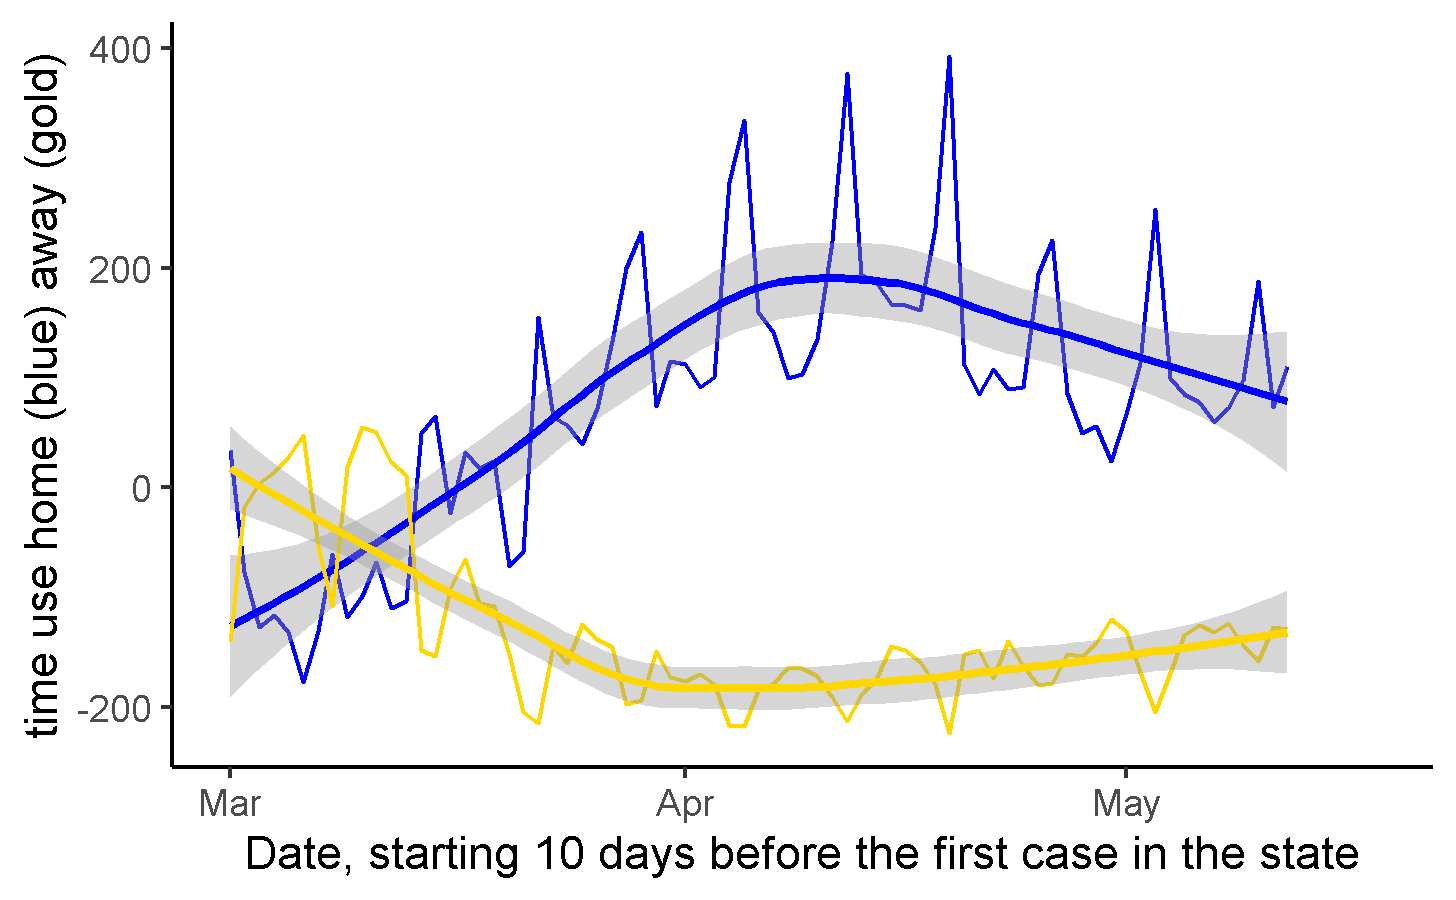 time use home (blue) away (gold)
400
200
0
-200
Mar
Apr
May
Date, starting 10 days before the first case in the state